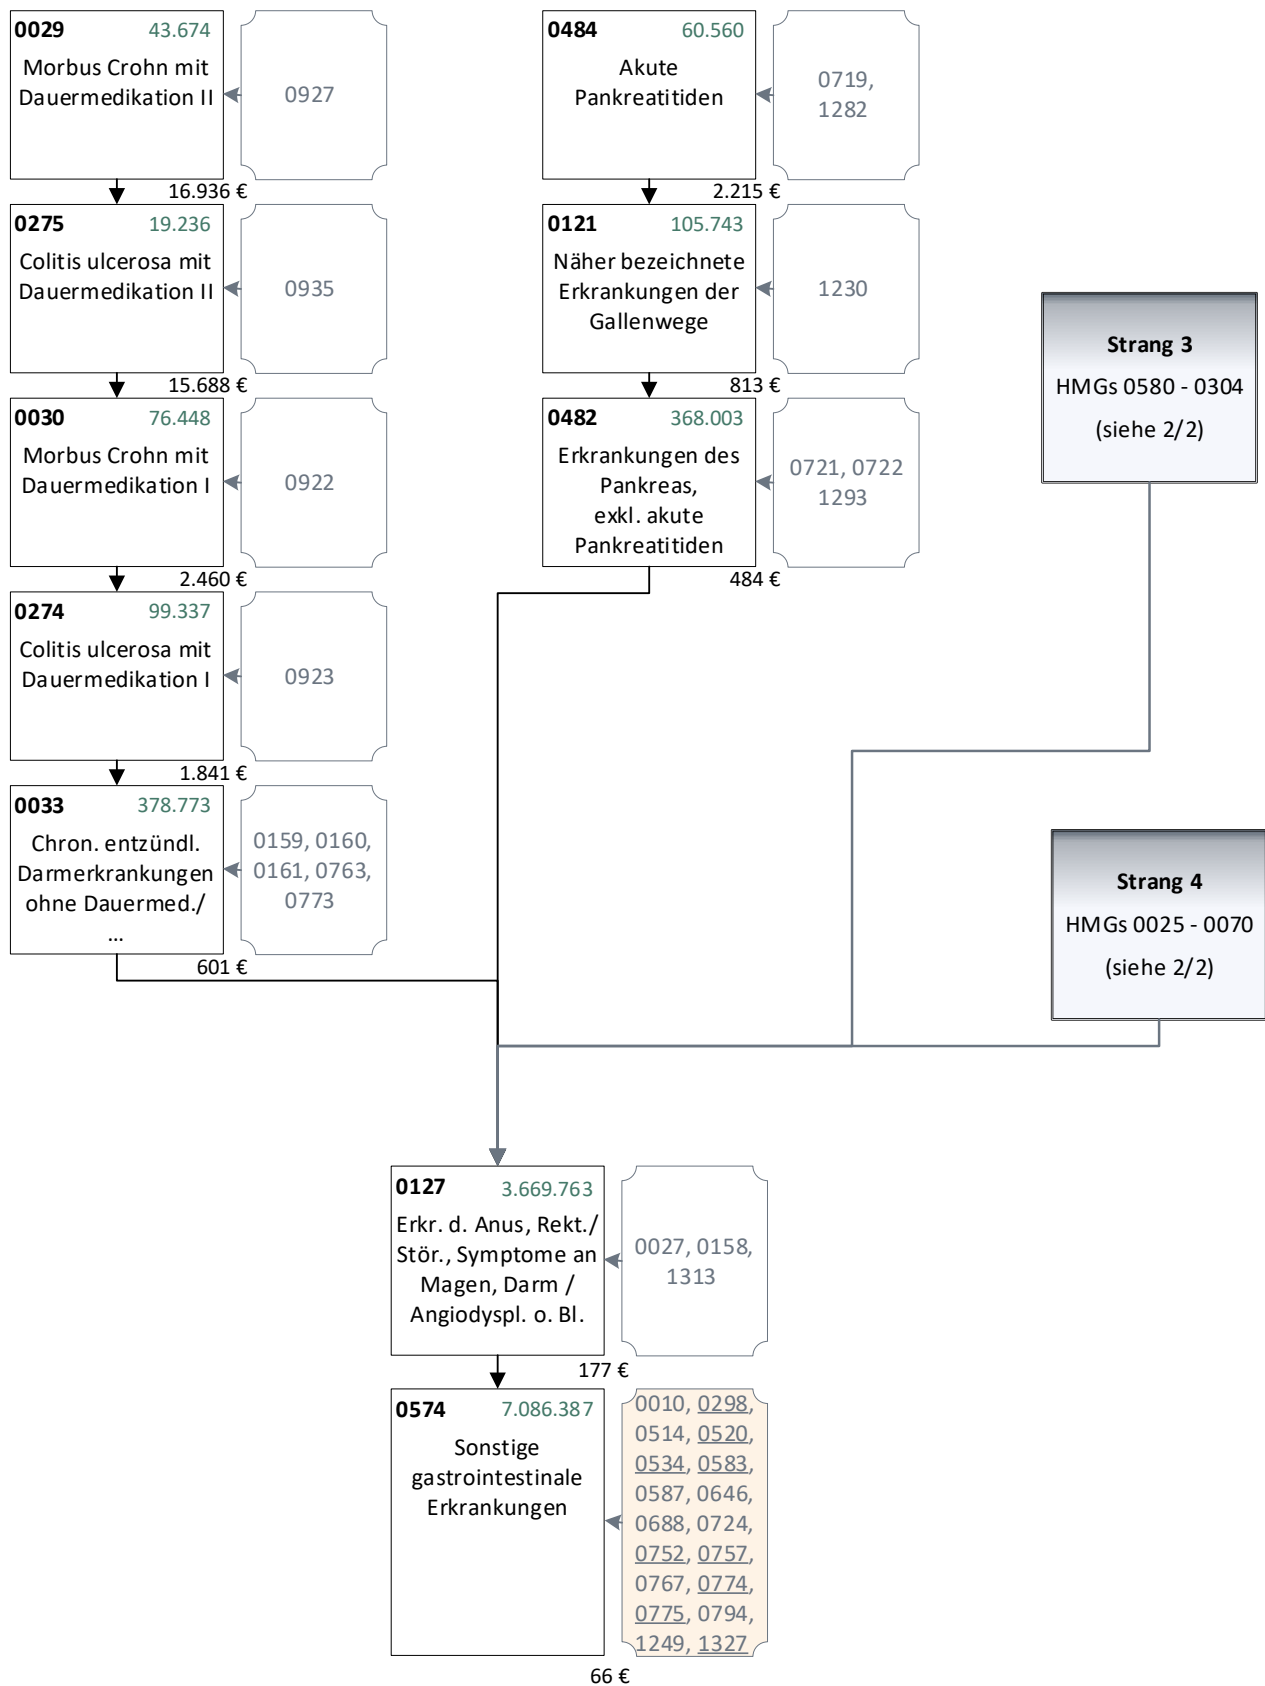 0029 43.674
Morbus Crohn mit
Dauermedikation II
0927
16.936 €
0275 19.236
Colitis ulcerosa mit
Dauermedikation II
0935
15.688 €
0030 76.448
Morbus Crohn mit
Dauermedikation I
0922
2.460 €
0274 99.337
Colitis ulcerosa mit
Dauermedikation I
0923
1.841 €
0033 378.773
Chron. entzündl.
Darmerkrankungen
ohne Dauermed./
...
0159, 0160,
0161, 0763,
0773
601 €
0484 60.560
Akute
Pankreatitiden
0719,
1282
2.215 €
0121 105.743
Näher bezeichnete
Erkrankungen der
Gallenwege
1230
813 €
0482 368.003
Erkrankungen des
Pankreas,
exkl. akute
Pankreatitiden
0721, 0722
1293
484 €
Strang 3
HMGs 0580 - 0304
(siehe 2/2)
Strang 4
HMGs 0025 - 0070
(siehe 2/2)
0127 3.669.763
Erkr. d. Anus, Rekt./
Stör., Symptome an
Magen, Darm /
Angiodyspl. o. Bl.
0027, 0158,
1313
177 €
0574 7.086.387
Sonstige
gastrointestinale
Erkrankungen
0010, 0298,
0514, 0520,
0534, 0583,
0587, 0646,
0688, 0724,
0752, 0757,
0767, 0774,
0775, 0794,
1249, 1327
66 €